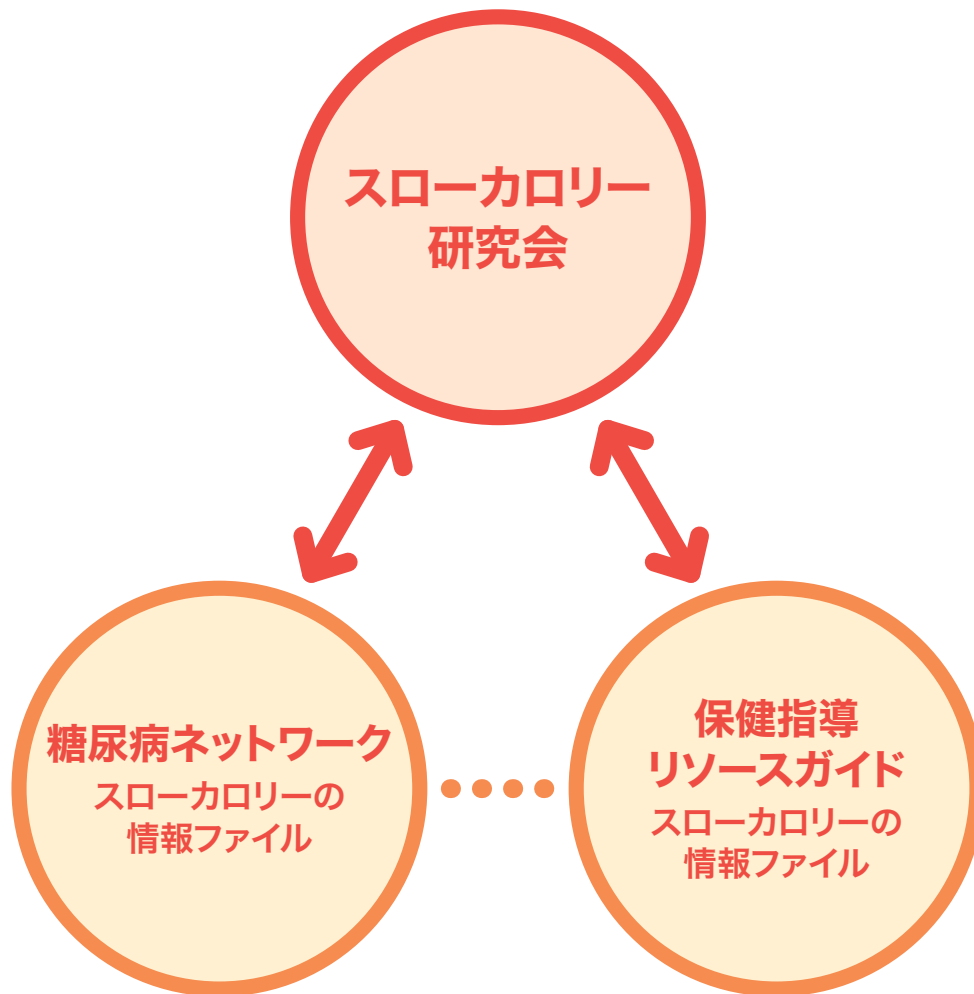 スローカロリー
研究会
糖尿病ネットワーク
スローカロリーの
情報ファイル
保健指導
リソースガイド
スローカロリーの
情報ファイル